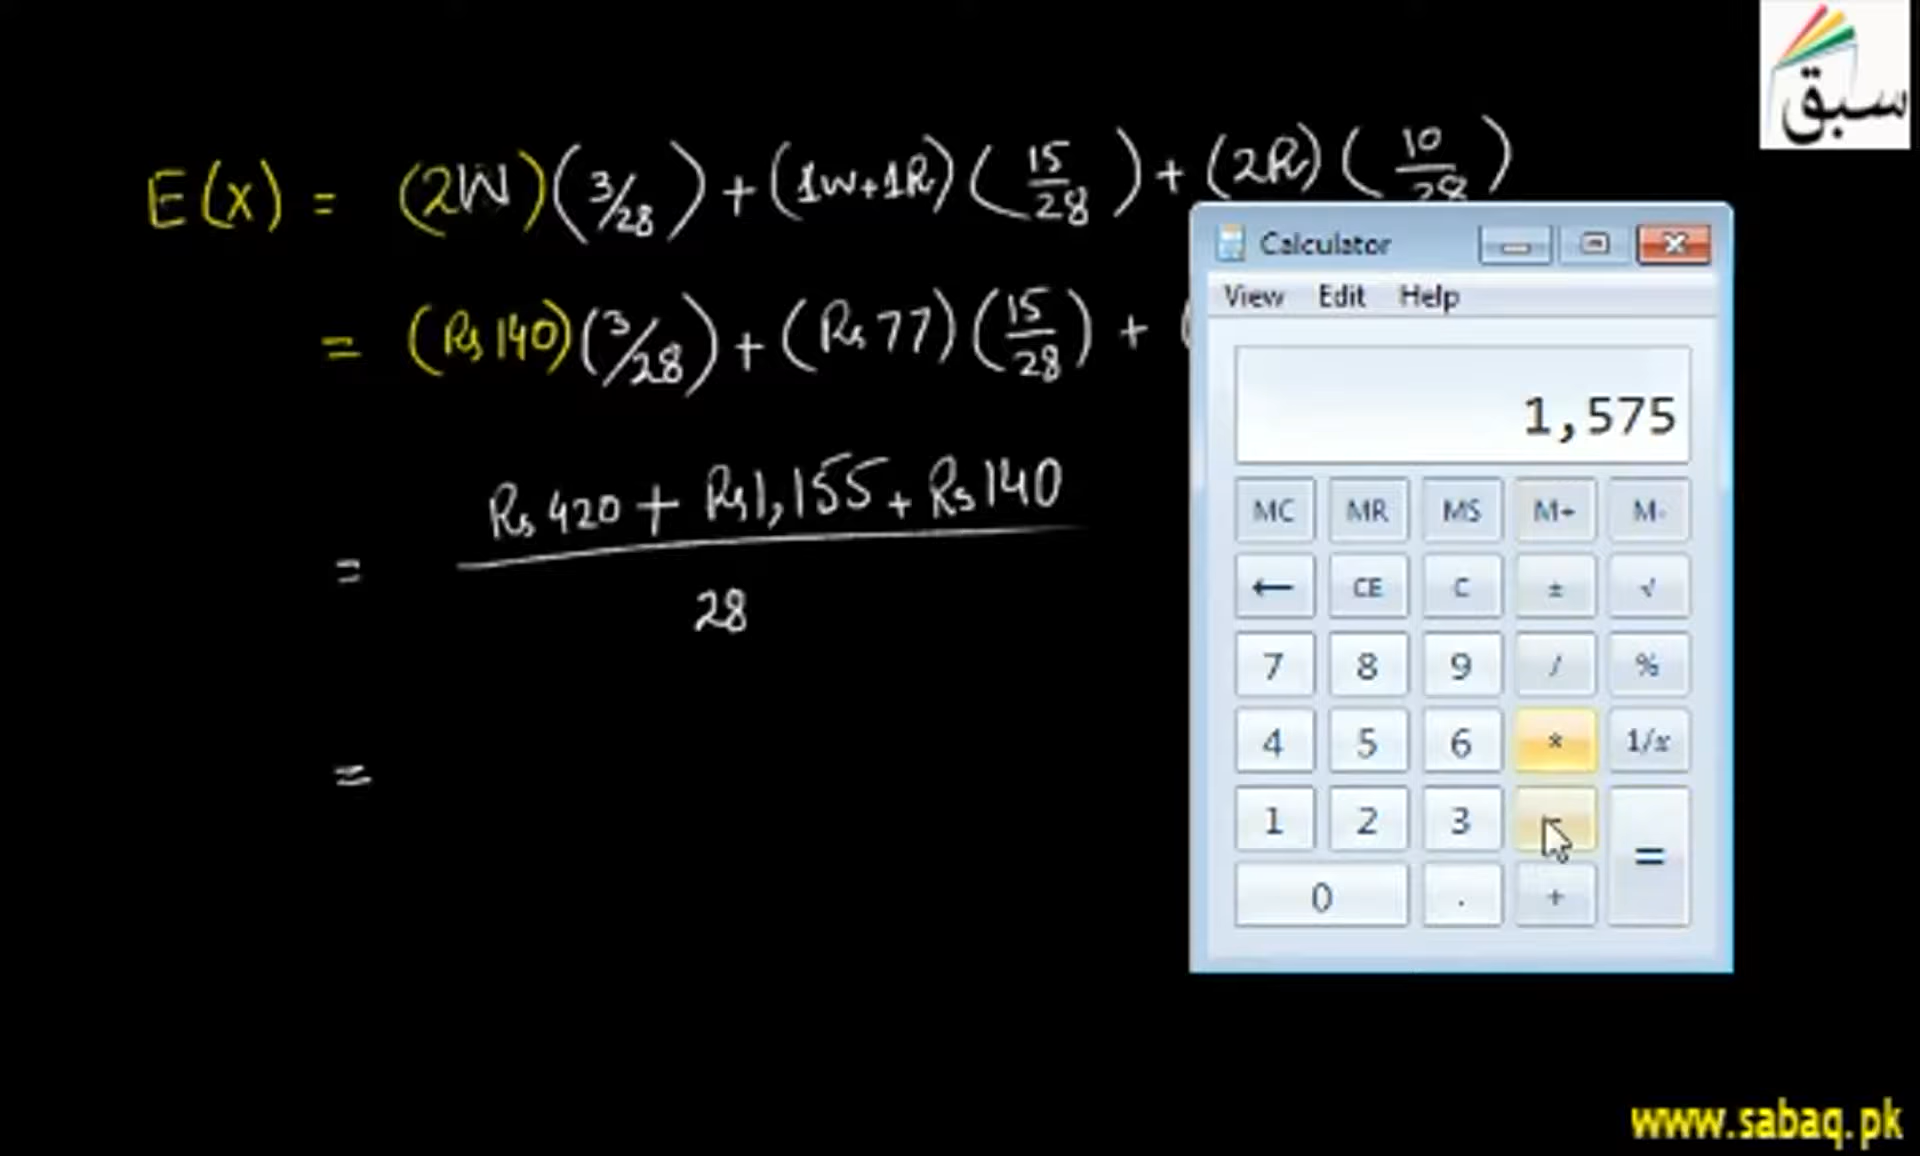 سبق
E(x) = (2W)(3/28) + (1W+1R)(15/28) + (2R)(10/28)
= (Rs 140)(3/28) + (Rs 77)(15/28) + (
= Rs 420 + Rs 1,155 + Rs 140
28
=
Calculator
View Edit Help
1,575
MC MR MS M+ M-
← CE C ± √
7 8 9 / %
4 5 6 * 1/x
1 2 3 - =
0 . +
www.sabaq.pk